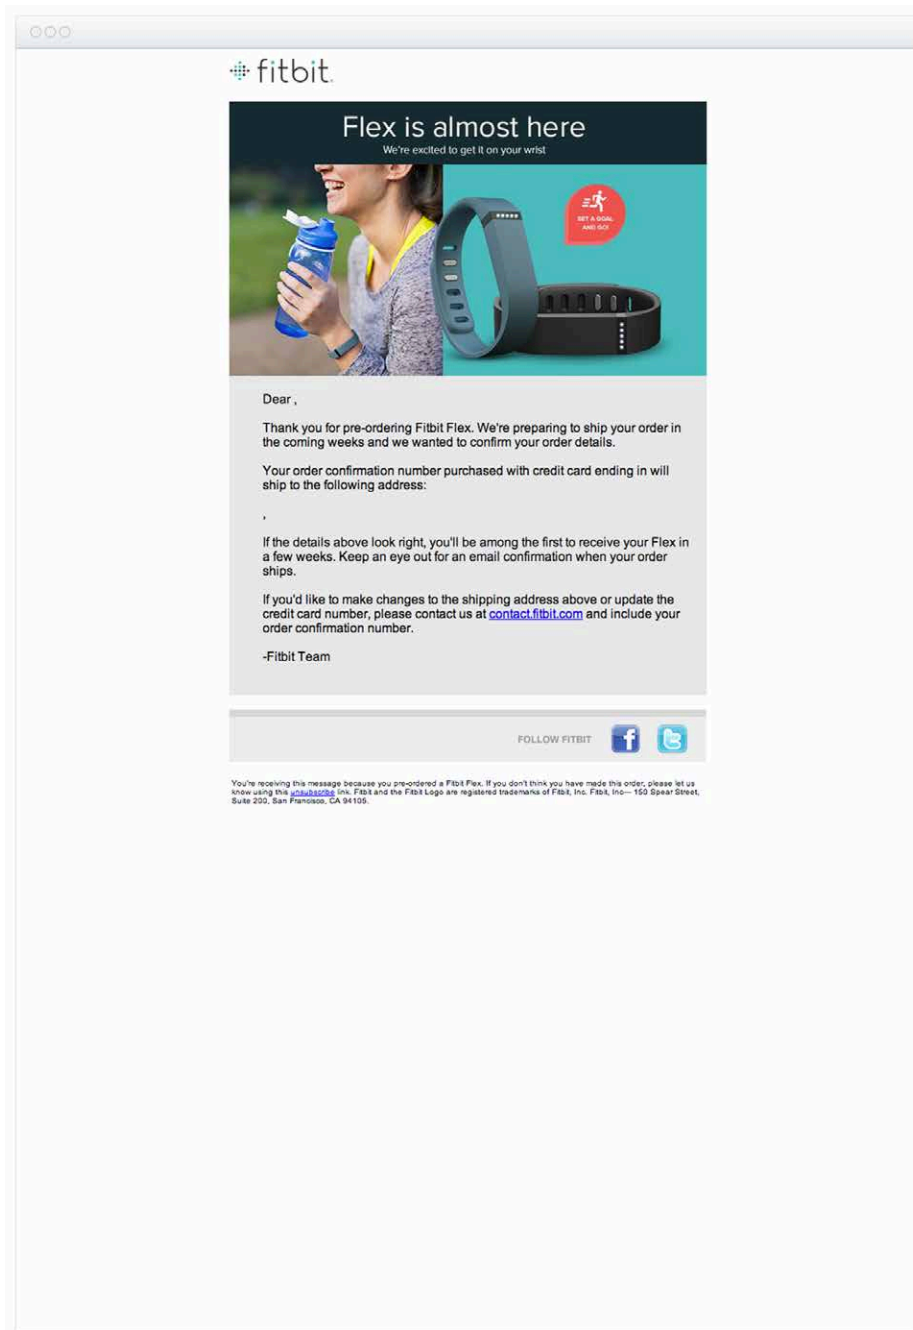 fitbit.
Flex is almost here
We're excited to get it on your wrist
SET A GOAL
AND GO!
Dear ,
Thank you for pre-ordering Fitbit Flex. We're preparing to ship your order in
the coming weeks and we wanted to confirm your order details.
Your order confirmation number purchased with credit card ending in will
ship to the following address:
,
If the details above look right, you'll be among the first to receive your Flex in
a few weeks. Keep an eye out for an email confirmation when your order
ships.
If you'd like to make changes to the shipping address above or update the
credit card number, please contact us at contact.fitbit.com and include your
order confirmation number.
-Fitbit Team
FOLLOW FITBIT
You're receiving this message because you pre-ordered a Fitbit Flex. If you don't think you have made this order, please let us
know using this unsubscribe link. Fitbit and the Fitbit Logo are registered trademarks of Fitbit, Inc. Fitbit, Inc— 150 Spear Street,
Suite 200, San Francisco, CA 94105.